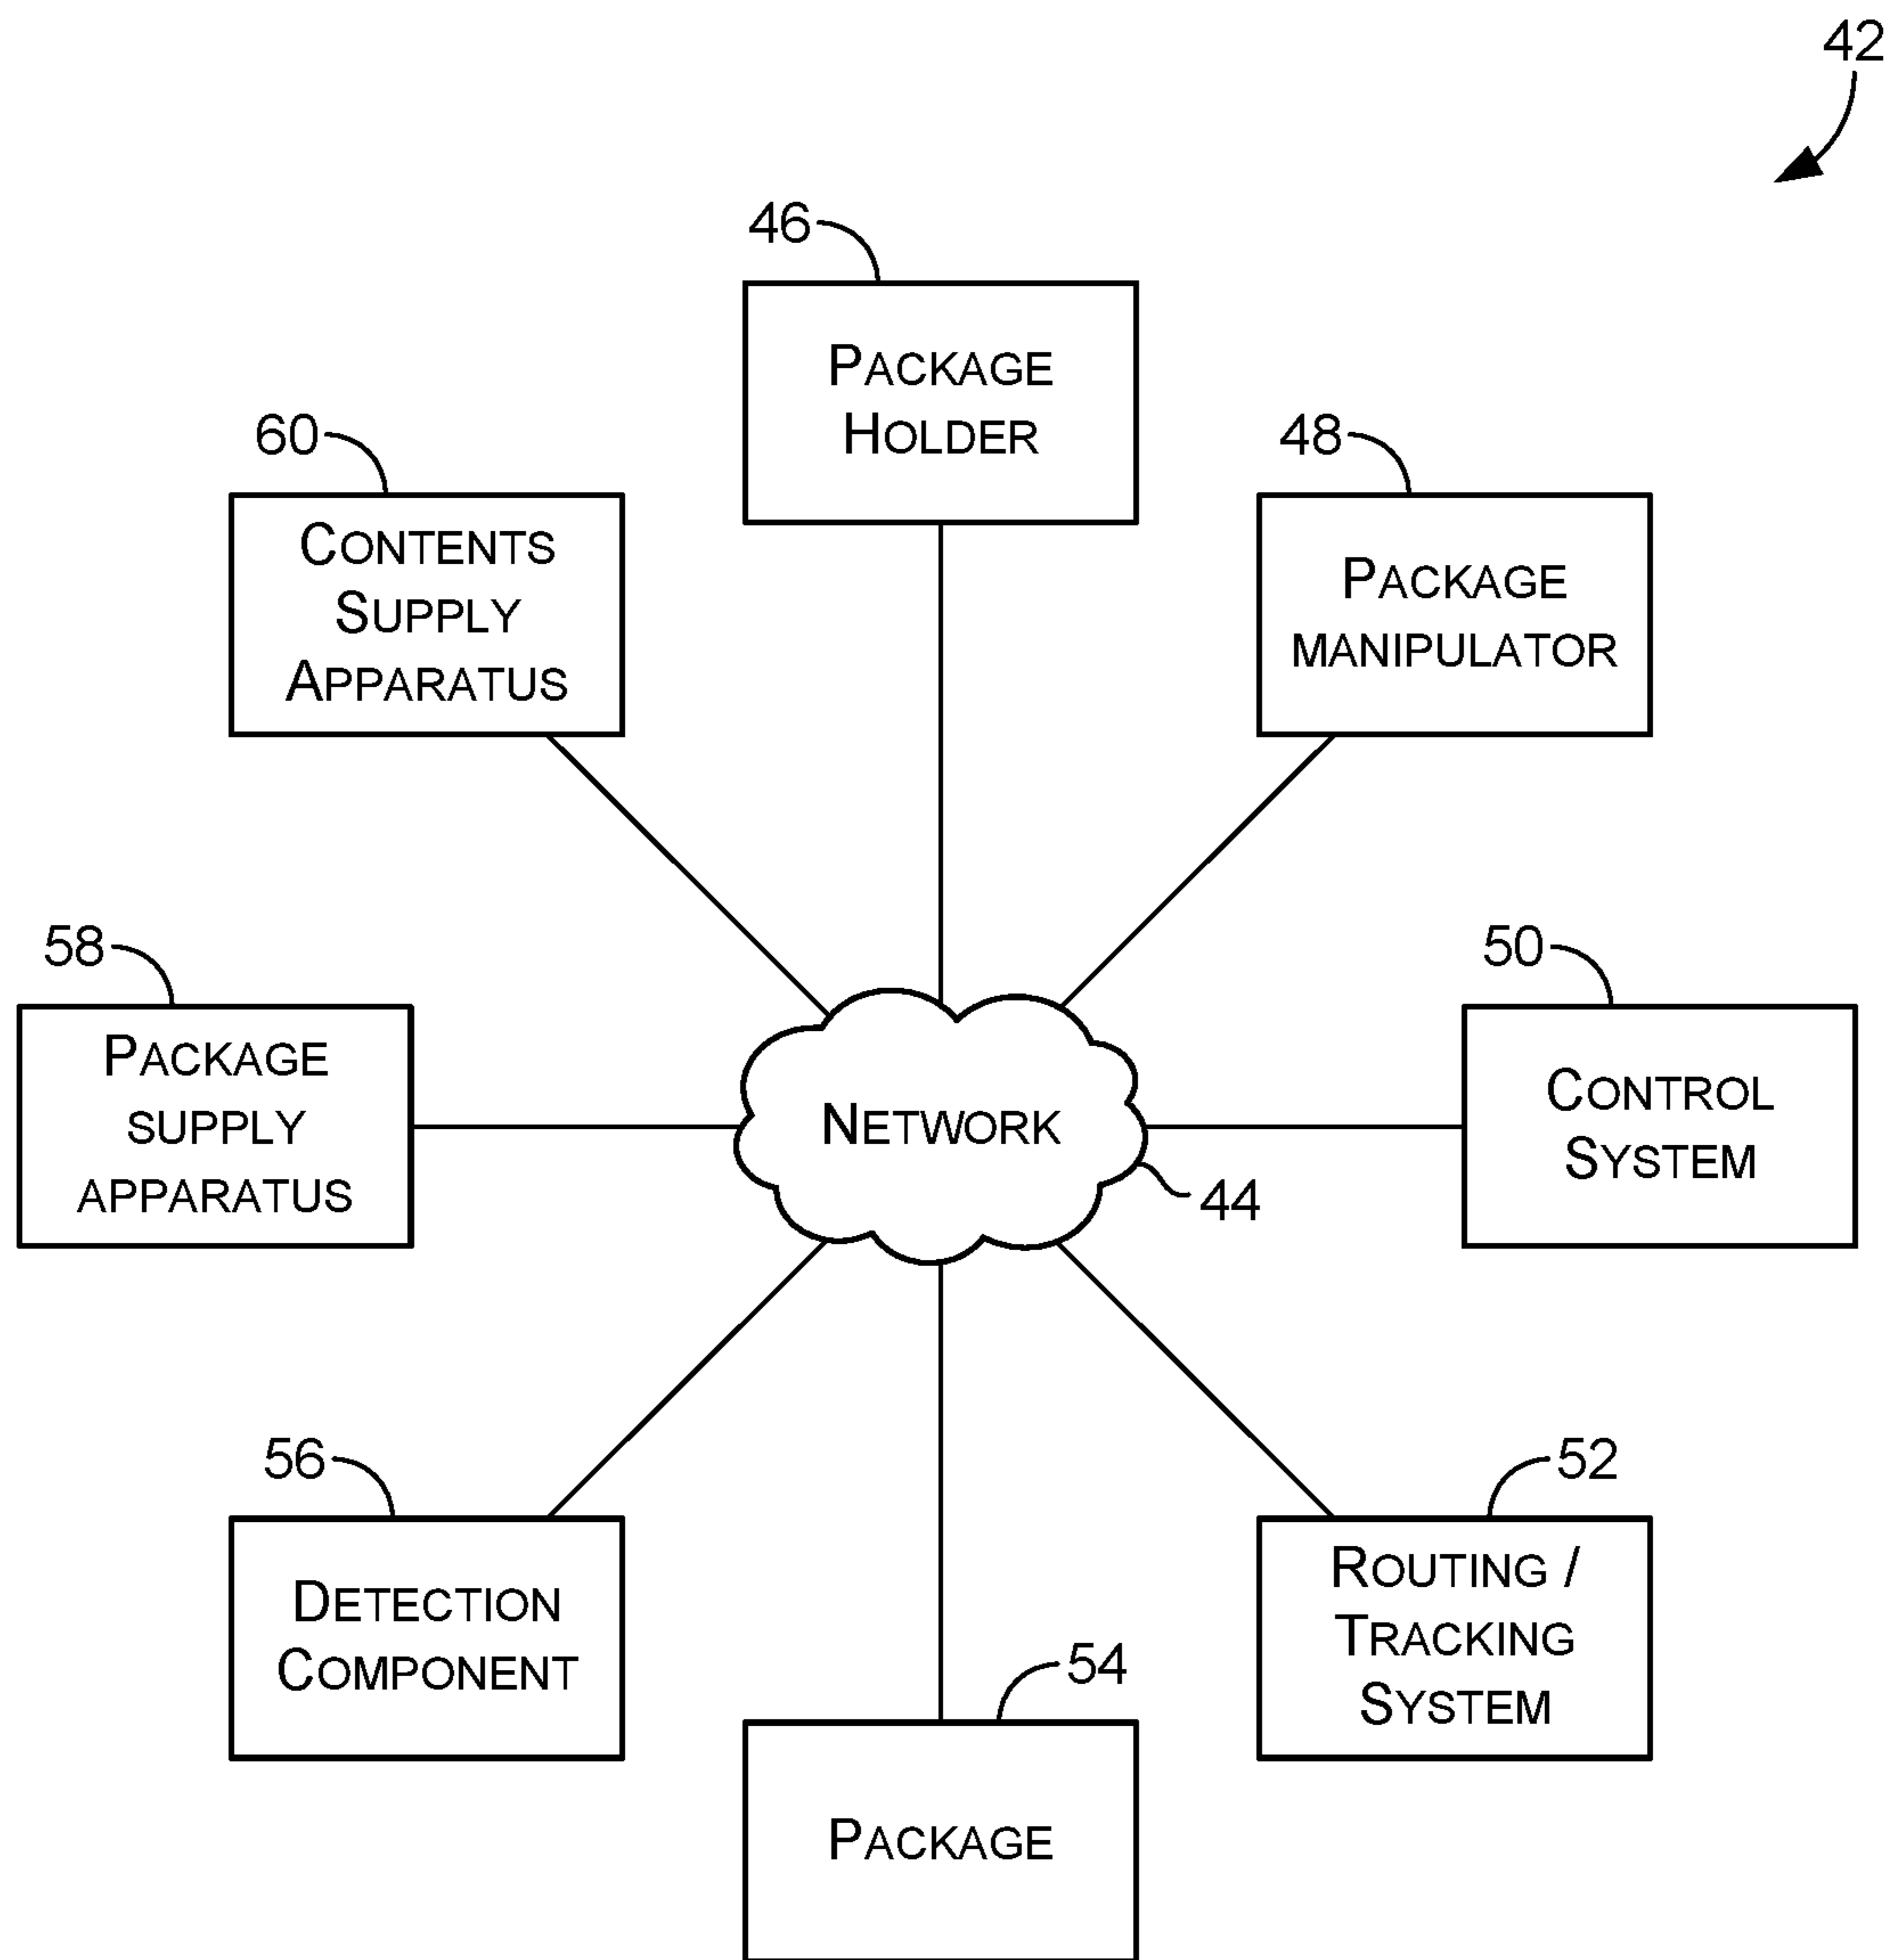 42
46
PACKAGE
HOLDER
60
CONTENTS
SUPPLY
APPARATUS
48
PACKAGE
MANIPULATOR
58
PACKAGE
SUPPLY
APPARATUS
NETWORK
44
50
CONTROL
SYSTEM
56
DETECTION
COMPONENT
54
PACKAGE
52
ROUTING /
TRACKING
SYSTEM